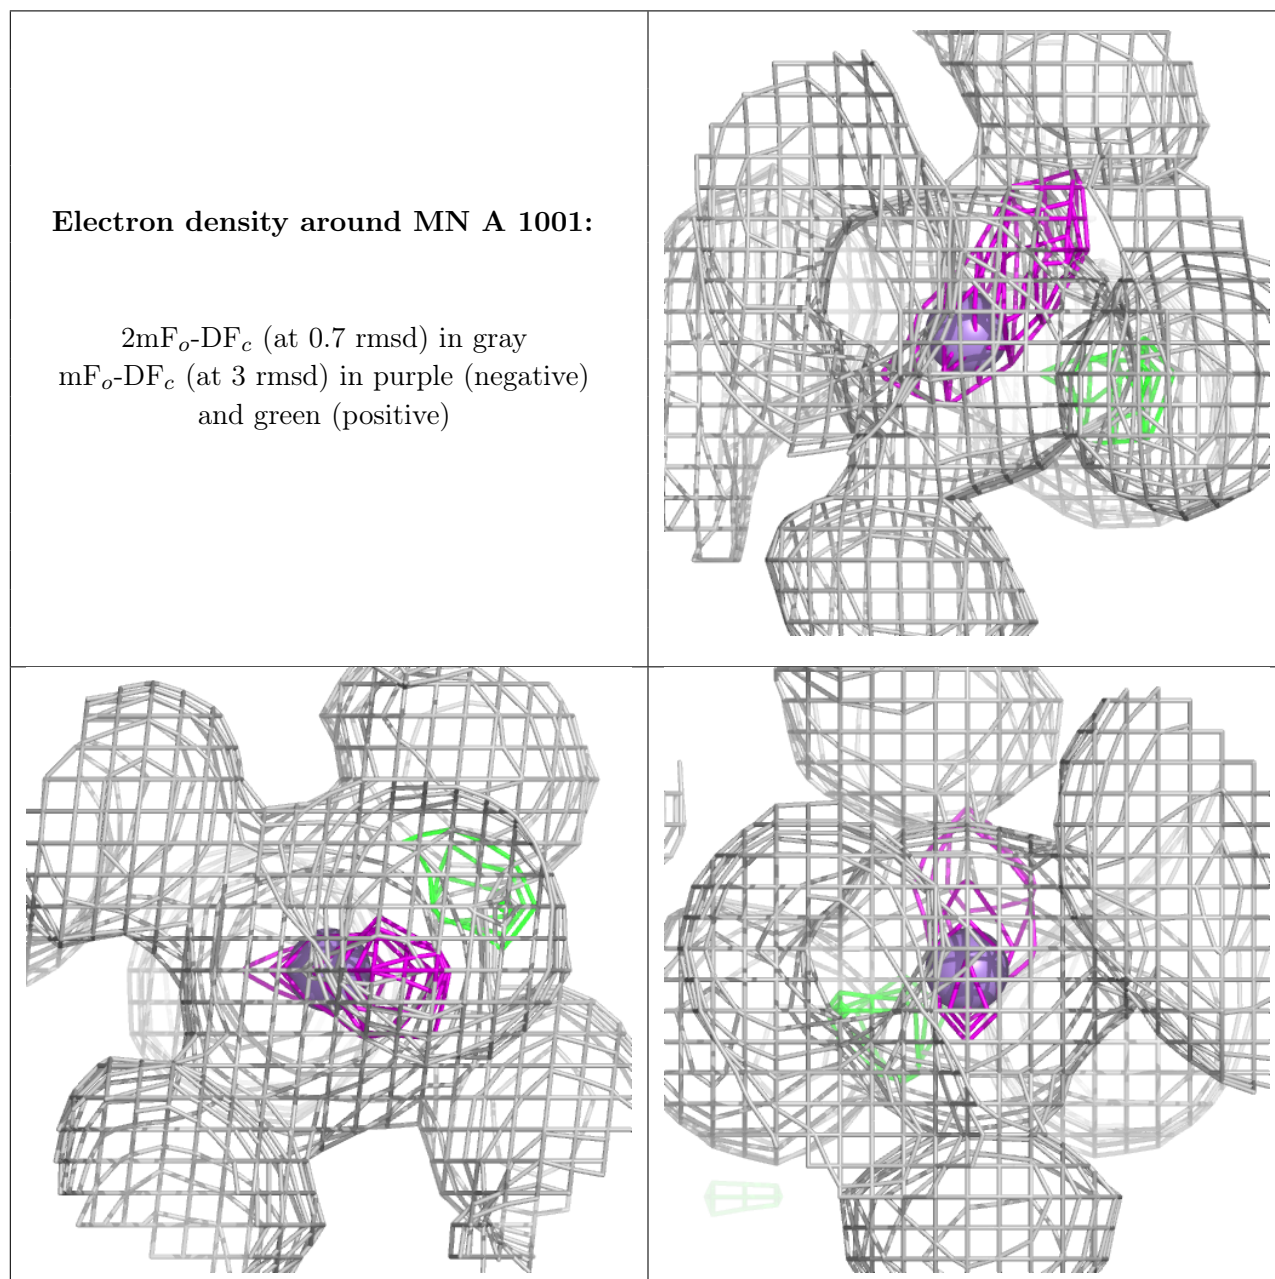 Electron density around MN A 1001:
2mFₒ-DF𝒸 (at 0.7 rmsd) in gray
mFₒ-DF𝒸 (at 3 rmsd) in purple (negative)
and green (positive)